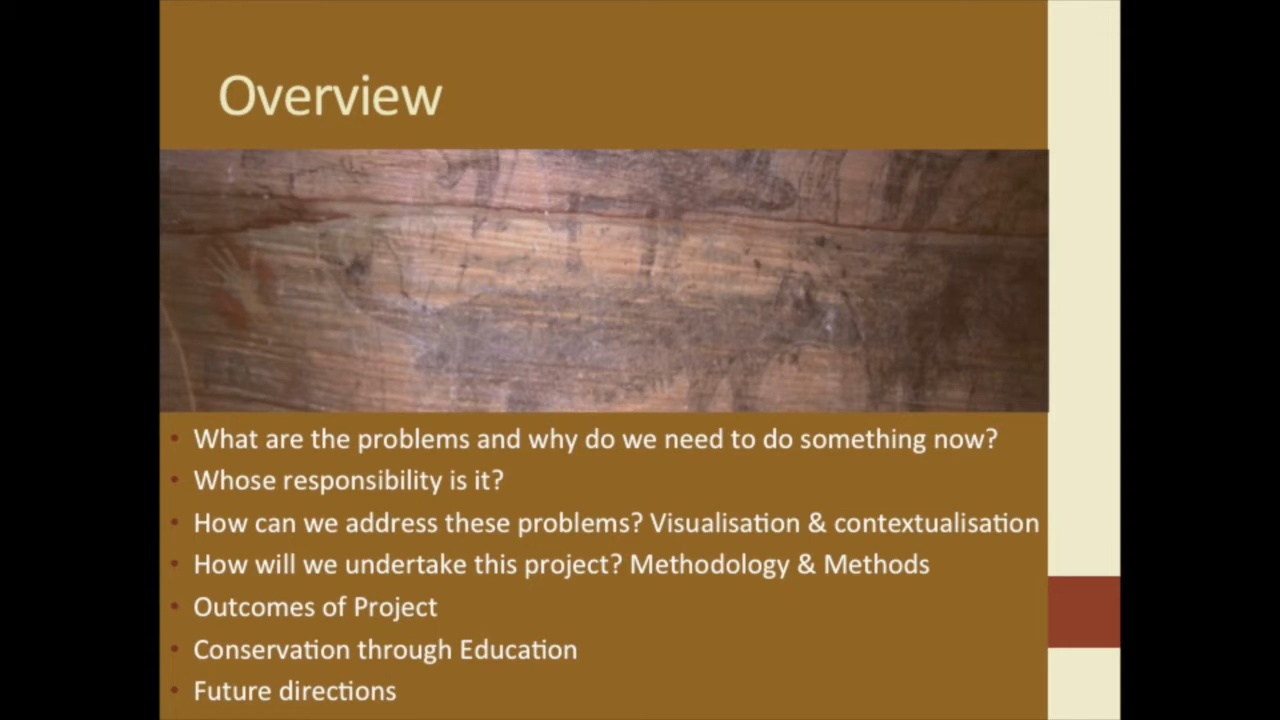 Overview
What are the problems and why do we need to do something now?
Whose responsibility is it?
How can we address these problems? Visualisation & contextualisation
How will we undertake this project? Methodology & Methods
Outcomes of Project
Conservation through Education
Future directions